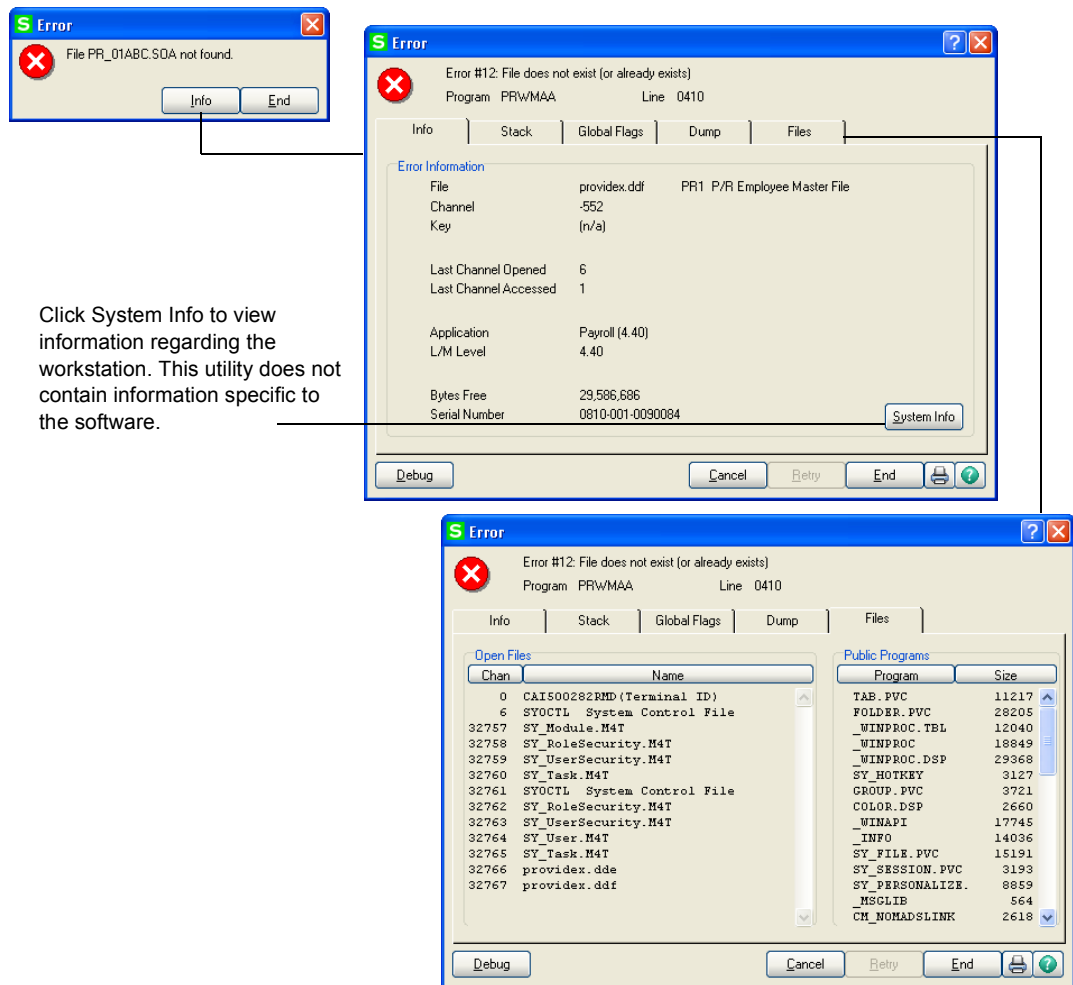 S Error
File PR_01ABC.SOA not found.
Info End
S Error
Error #12: File does not exist (or already exists)
Program PRWMAA Line 0410
Info Stack Global Flags Dump Files
Error Information
File providex.ddf PR1 P/R Employee Master File
Channel -552
Key (n/a)
Last Channel Opened 6
Last Channel Accessed 1
Application Payroll (4.40)
L/M Level 4.40
Bytes Free 29,586,686
Serial Number 0810-001-0090084
System Info
Debug Cancel Retry End
Click System Info to view
information regarding the
workstation. This utility does not
contain information specific to
the software.
S Error
Error #12: File does not exist (or already exists)
Program PRWMAA Line 0410
Info Stack Global Flags Dump Files
Open Files
Chan Name
0 CAI500282RMD(Terminal ID)
6 SYOCTL System Control File
32757 SY_Module.M4T
32758 SY_RoleSecurity.M4T
32759 SY_UserSecurity.M4T
32760 SY_Task.M4T
32761 SYOCTL System Control File
32762 SY_RoleSecurity.M4T
32763 SY_UserSecurity.M4T
32764 SY_User.M4T
32765 SY_Task.M4T
32766 providex.dde
32767 providex.ddf
Public Programs
Program Size
TAB.PVC 11217
FOLDER.PVC 28205
_WINPROC.TBL 12040
_WINPROC 18849
_WINPROC.DSP 29368
SY_HOTKEY 3127
GROUP.PVC 3721
COLOR.DSP 2660
_WINAPI 17745
_INFO 14036
SY_FILE.PVC 15191
SY_SESSION.PVC 3193
SY_PERSONALIZE. 8859
_MSGLIB 564
CM_NOMADSLINK 2618
Debug Cancel Retry End